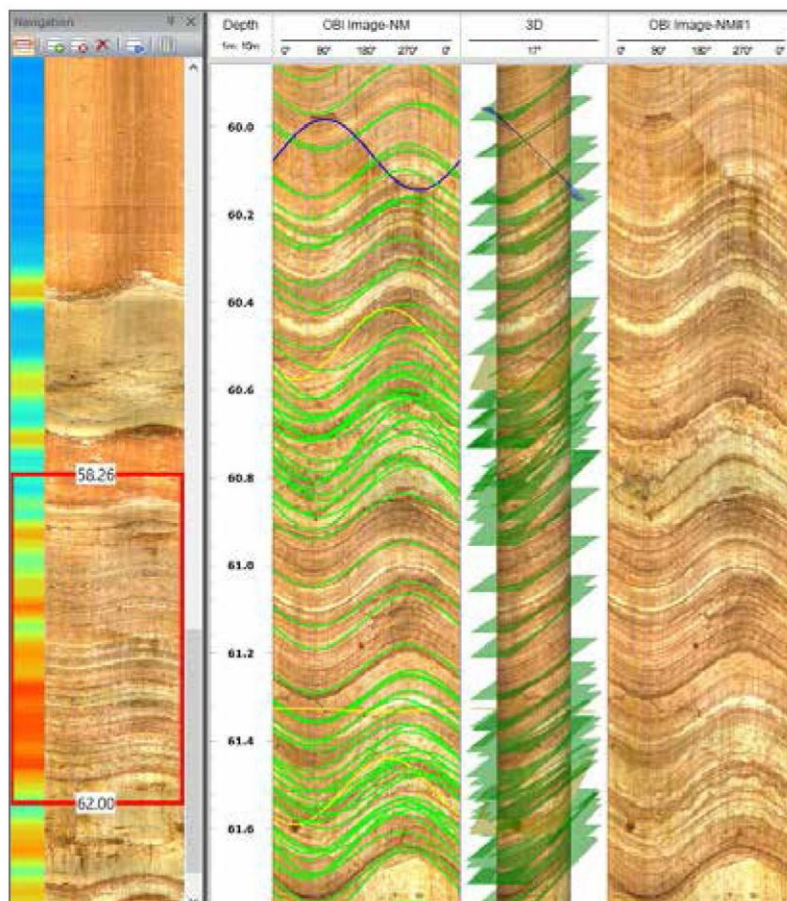 Navigation
Depth
1m: 10m
OBI Image-NM
0° 90° 180° 270° 0°
3D
17°
OBI Image-NM#1
0° 90° 180° 270° 0°
60.0
60.2
60.4
60.6
58.26
60.8
61.0
61.2
61.4
62.00
61.6